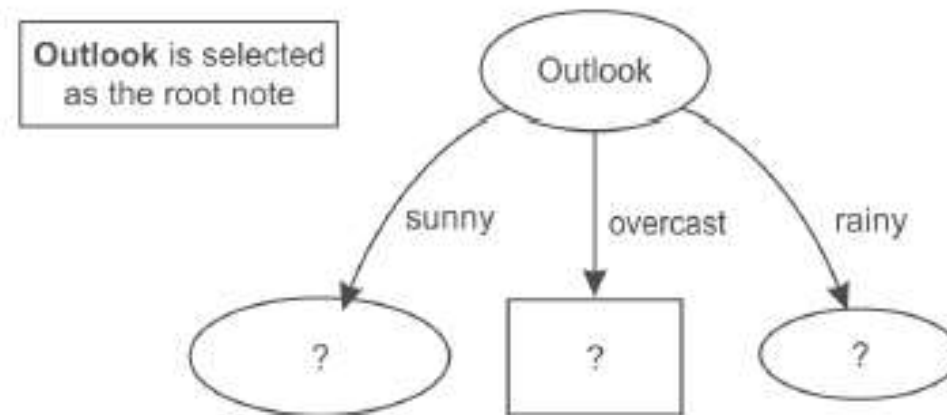 Outlook is selected
as the root note
Outlook
sunny
overcast
rainy
?
?
?